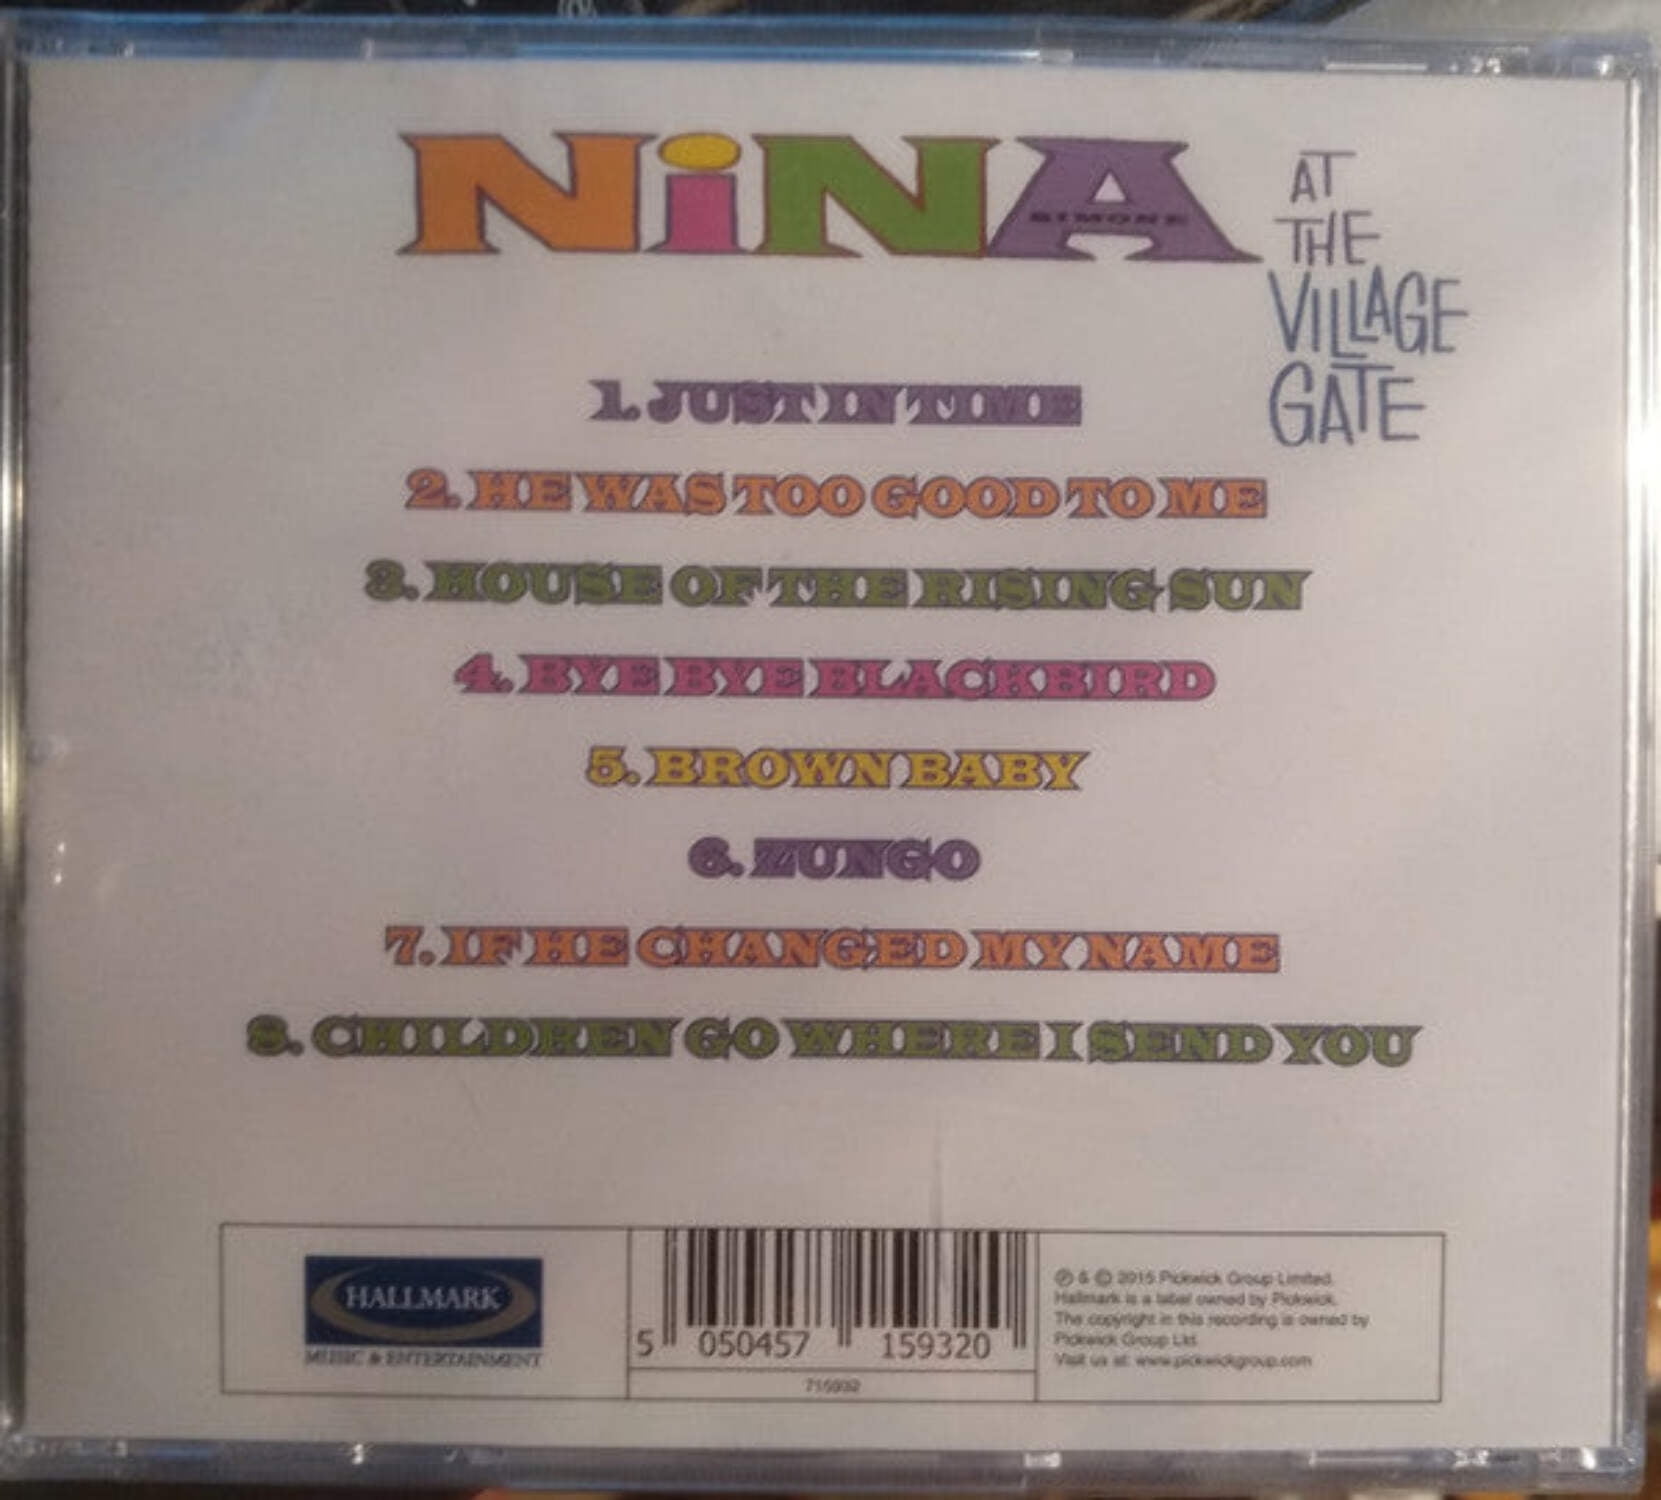 NiNA
SIMONE
AT
THE
VILLAGE
GATE
1. JUST IN TIME
2. HE WAS TOO GOOD TO ME
3. HOUSE OF THE RISING SUN
4. BYE BYE BLACKBIRD
5. BROWN BABY
6. ZUNGO
7. IF HE CHANGED MY NAME
8. CHILDREN GO WHERE I SEND YOU
HALLMARK
MUSIC & ENTERTAINMENT
5 050457 159320
715932
℗ & © 2015 Pickwick Group Limited.
Hallmark is a label owned by Pickwick.
The copyright in this recording is owned by
Pickwick Group Ltd.
Visit us at: www.pickwickgroup.com